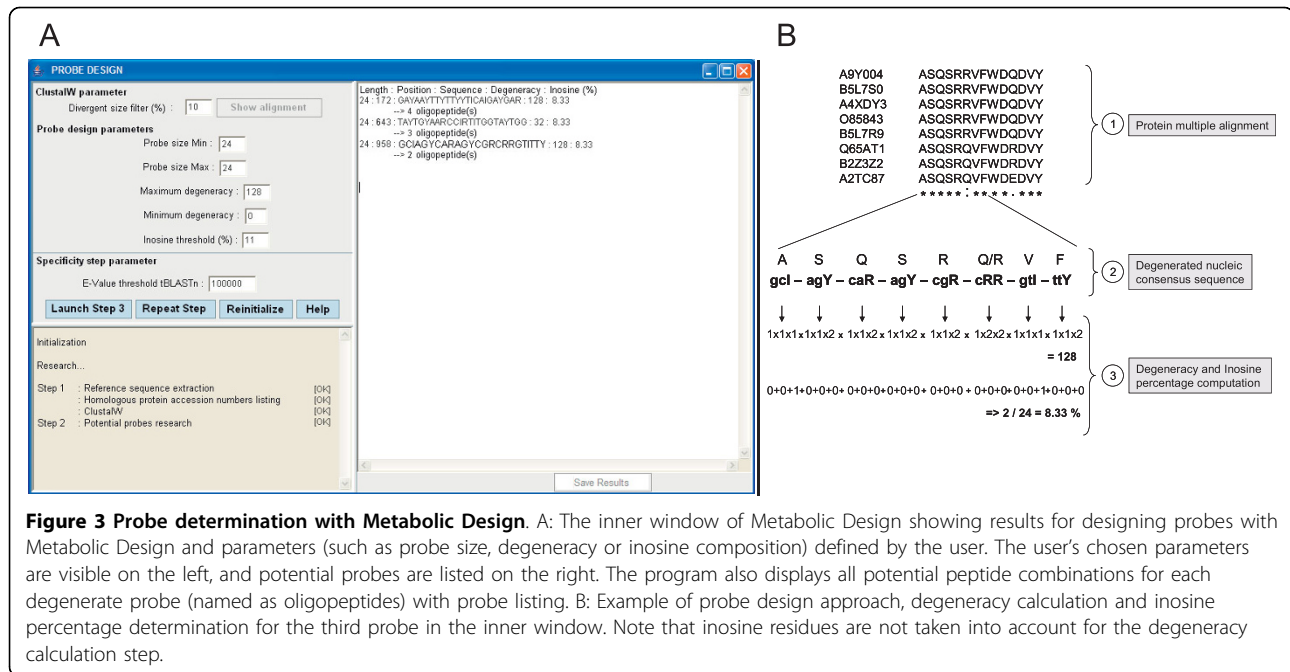 A
PROBE DESIGN
ClustalW parameter
Divergent size filter (%) : 10 Show alignment
Probe design parameters
Probe size Min : 24
Probe size Max : 24
Maximum degeneracy : 128
Minimum degeneracy : 0
Inosine threshold (%) : 11
Specificity step parameter
E-Value threshold tBLASTn : 100000
Launch Step 3 Repeat Step Reinitialize Help
Initialization
Research...
Step 1 : Reference sequence extraction [OK]
: Homologous protein accession numbers listing [OK]
: ClustalW [OK]
Step 2 : Potential probes research [OK]
Length : Position : Sequence : Degeneracy : Inosine (%)
24 : 172 : GAYAAYTTYTTYYTICAIGAYGAR : 128 : 8.33
--> 4 oligopeptide(s)
24 : 643 : TAYTGYAARCCIRTITGGTAYTGG : 32 : 8.33
--> 3 oligopeptide(s)
24 : 958 : GCIAGYCARAGYCGRCRRGTITTY : 128 : 8.33
--> 2 oligopeptide(s)
Save Results
B
A9Y004 ASQSRRVFWDQDVY
B5L7S0 ASQSRRVFWDQDVY
A4XDY3 ASQSRRVFWDQDVY
O85843 ASQSRRVFWDQDVY
B5L7R9 ASQSRRVFWDQDVY
Q65AT1 ASQSRQVFWDRDVY
B2Z3Z2 ASQSRQVFWDRDVY
A2TC87 ASQSRQVFWDEDVY
*****:****.***
1 Protein multiple alignment
A S Q S R Q/R V F
gcI – agY – caR – agY – cgR – cRR – gtI – ttY
2 Degenerated nucleic consensus sequence
1x1x1 x 1x1x2 x 1x1x2 x 1x1x2 x 1x1x2 x 1x2x2 x 1x1x1 x 1x1x2
= 128
0+0+1+0+0+0+ 0+0+0+0+0+0+ 0+0+0+ 0+0+0+ 0+0+1+0+0+0
=> 2 / 24 = 8.33 %
3 Degeneracy and Inosine percentage computation
Figure 3 Probe determination with Metabolic Design. A: The inner window of Metabolic Design showing results for designing probes with
Metabolic Design and parameters (such as probe size, degeneracy or inosine composition) defined by the user. The user's chosen parameters
are visible on the left, and potential probes are listed on the right. The program also displays all potential peptide combinations for each
degenerate probe (named as oligopeptides) with probe listing. B: Example of probe design approach, degeneracy calculation and inosine
percentage determination for the third probe in the inner window. Note that inosine residues are not taken into account for the degeneracy
calculation step.